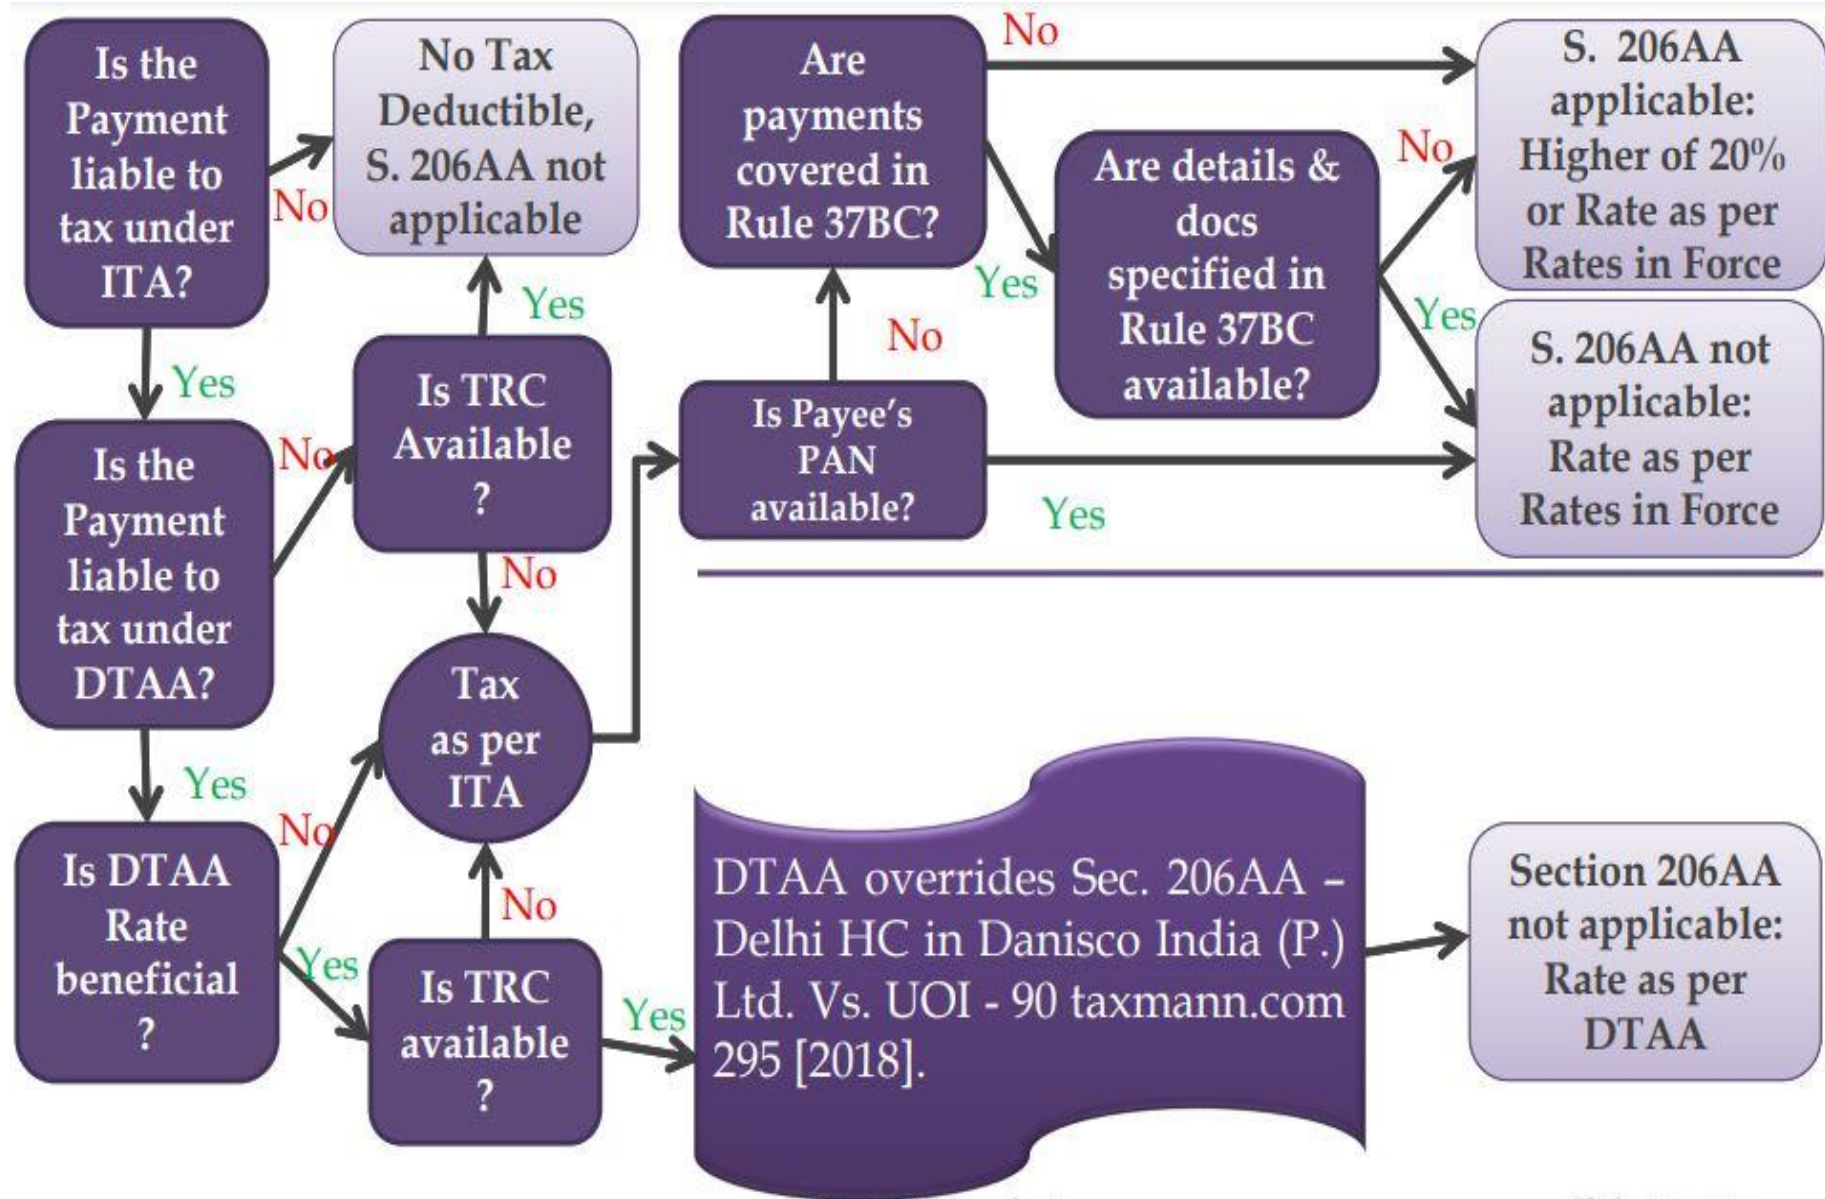 Is the
Payment
liable to
tax under
ITA?
No
No Tax
Deductible,
S. 206AA not
applicable
Yes
Is the
Payment
liable to
tax under
DTAA?
No
Is TRC
Available
?
Yes
No
Yes
Is DTAA
Rate
beneficial
?
No
Yes
Tax
as per
ITA
No
Is TRC
available
?
Yes
Are
payments
covered in
Rule 37BC?
No
Yes
Are details &
docs
specified in
Rule 37BC
available?
No
Yes
S. 206AA
applicable:
Higher of 20%
or Rate as per
Rates in Force
No
Is Payee's
PAN
available?
Yes
S. 206AA not
applicable:
Rate as per
Rates in Force
DTAA overrides Sec. 206AA –
Delhi HC in Danisco India (P.)
Ltd. Vs. UOI - 90 taxmann.com
295 [2018].
Section 206AA
not applicable:
Rate as per
DTAA